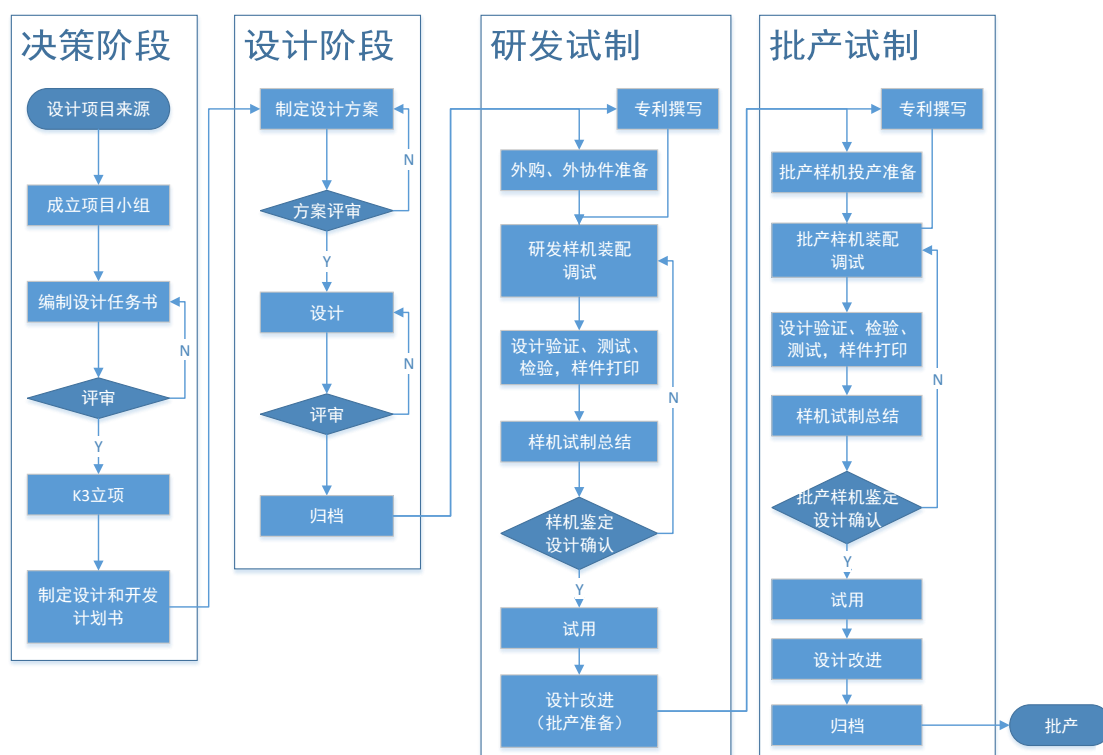 决策阶段
设计项目来源
成立项目小组
编制设计任务书
N
评审
Y
K3立项
制定设计和开发
计划书
设计阶段
制定设计方案
N
方案评审
Y
设计
N
评审
归档
研发试制
专利撰写
外购、外协件准备
研发样机装配
调试
设计验证、测试、
检验，样件打印
N
样机试制总结
样机鉴定
设计确认
Y
试用
设计改进
（批产准备）
批产试制
专利撰写
批产样机投产准备
批产样机装配
调试
设计验证、检验、
测试，样件打印
N
样机试制总结
批产样机鉴定
设计确认
Y
试用
设计改进
归档
批产